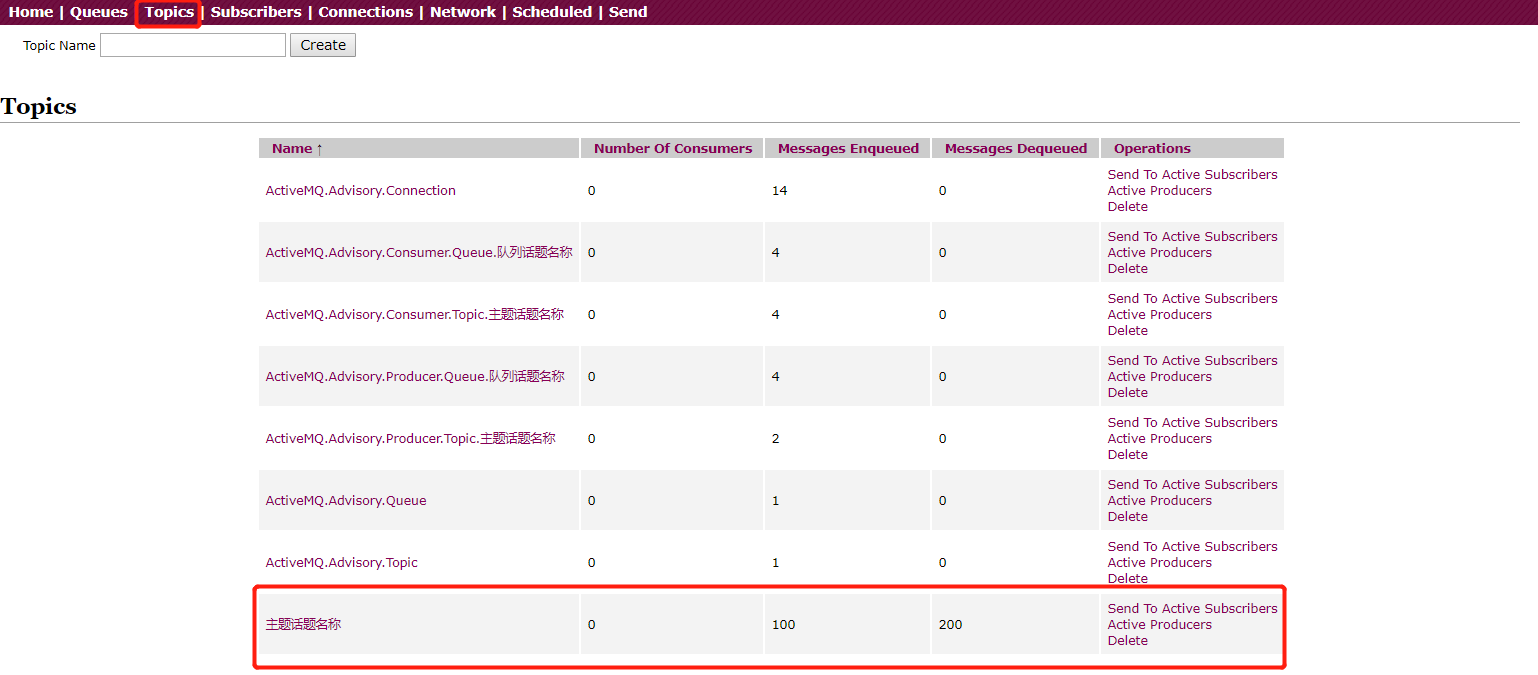 Home | Queues | Topics | Subscribers | Connections | Network | Scheduled | Send
Topic Name Create
Topics
Name ↑ Number Of Consumers Messages Enqueued Messages Dequeued Operations
ActiveMQ.Advisory.Connection 0 14 0 Send To Active Subscribers
Active Producers
Delete
ActiveMQ.Advisory.Consumer.Queue.队列话题名称 0 4 0 Send To Active Subscribers
Active Producers
Delete
ActiveMQ.Advisory.Consumer.Topic.主题话题名称 0 4 0 Send To Active Subscribers
Active Producers
Delete
ActiveMQ.Advisory.Producer.Queue.队列话题名称 0 4 0 Send To Active Subscribers
Active Producers
Delete
ActiveMQ.Advisory.Producer.Topic.主题话题名称 0 2 0 Send To Active Subscribers
Active Producers
Delete
ActiveMQ.Advisory.Queue 0 1 0 Send To Active Subscribers
Active Producers
Delete
ActiveMQ.Advisory.Topic 0 1 0 Send To Active Subscribers
Active Producers
Delete
主题话题名称 0 100 200 Send To Active Subscribers
Active Producers
Delete